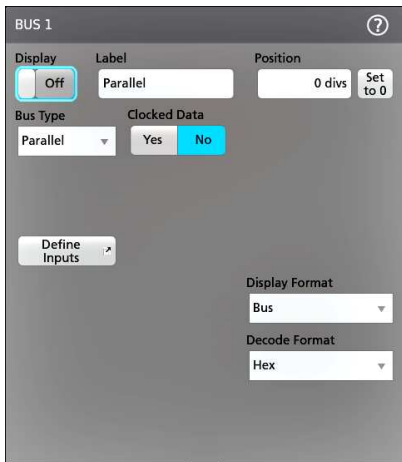 BUS 1
?
Display
Label
Position
Off
Parallel
0 divs
Set
to 0
Bus Type
Clocked Data
Parallel
Yes
No
Define
Inputs
Display Format
Bus
Decode Format
Hex